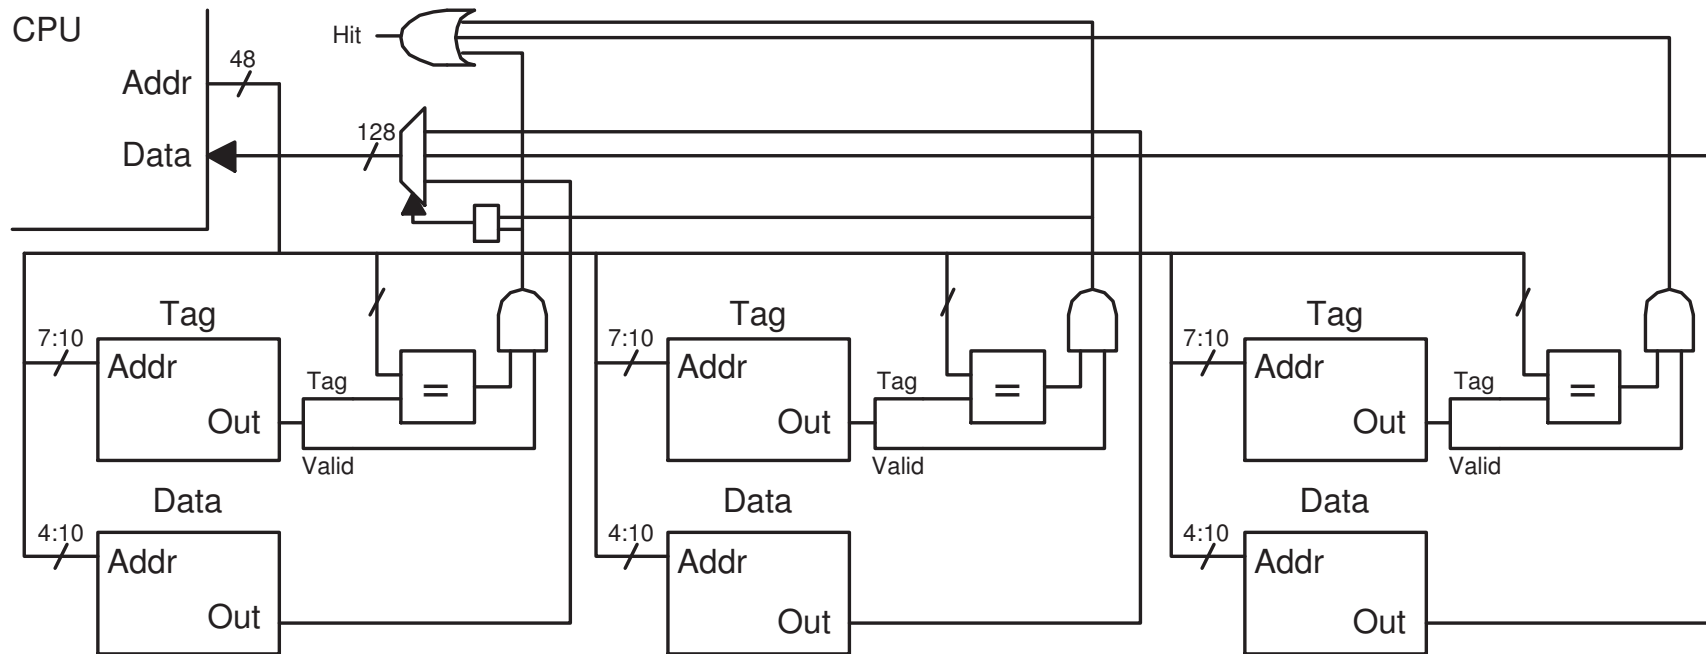 CPU
Hit
48
Addr
128
Data
Tag
Tag
Tag
7:10
7:10
7:10
Addr
Addr
Addr
Tag
Tag
Tag
=
=
=
Out
Out
Out
Valid
Valid
Valid
Data
Data
Data
4:10
4:10
4:10
Addr
Addr
Addr
Out
Out
Out